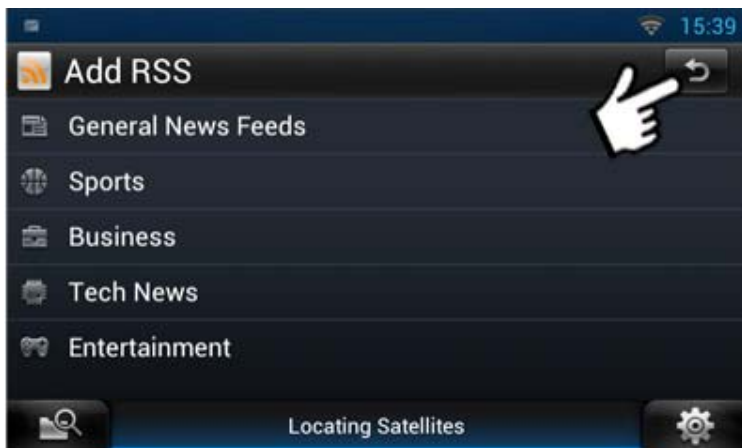 15:39
Add RSS
General News Feeds
Sports
Business
Tech News
Entertainment
Locating Satellites